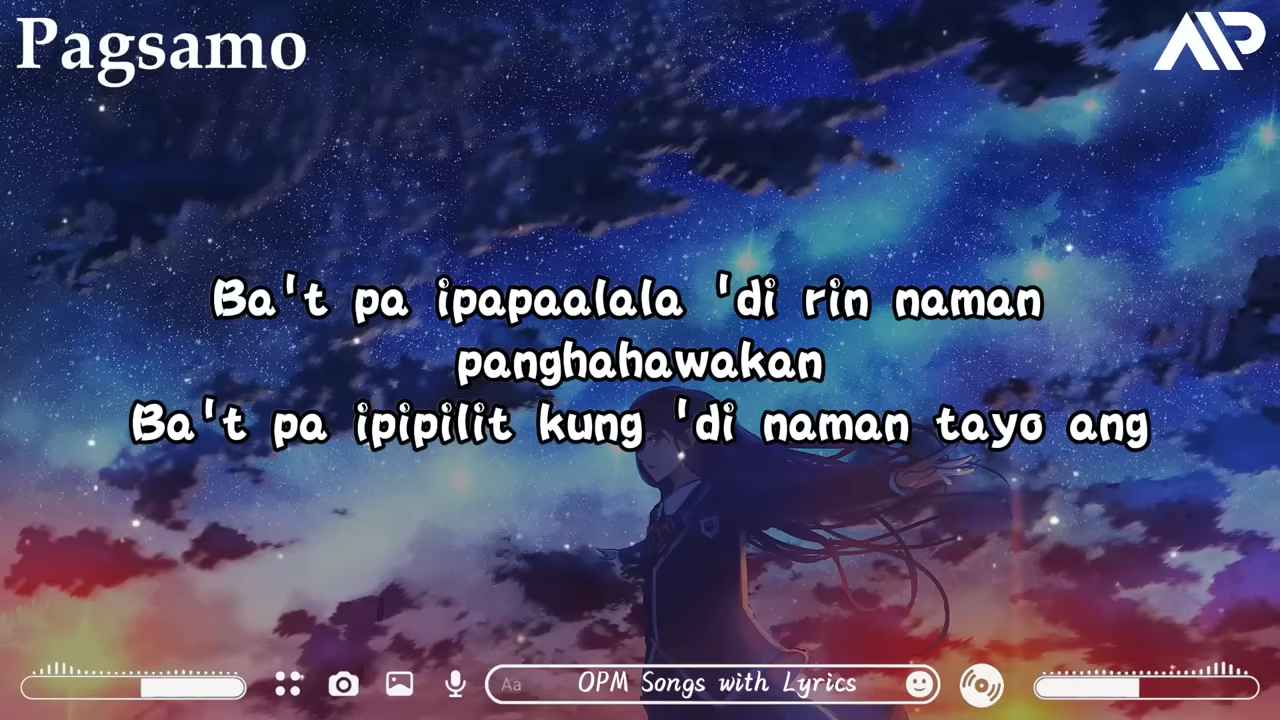 Pagsamo
AIP
Ba't pa ipapaalala 'di rin naman
panghahawakan
Ba't pa ipipilit kung 'di naman tayo ang
Aa OPM Songs with Lyrics